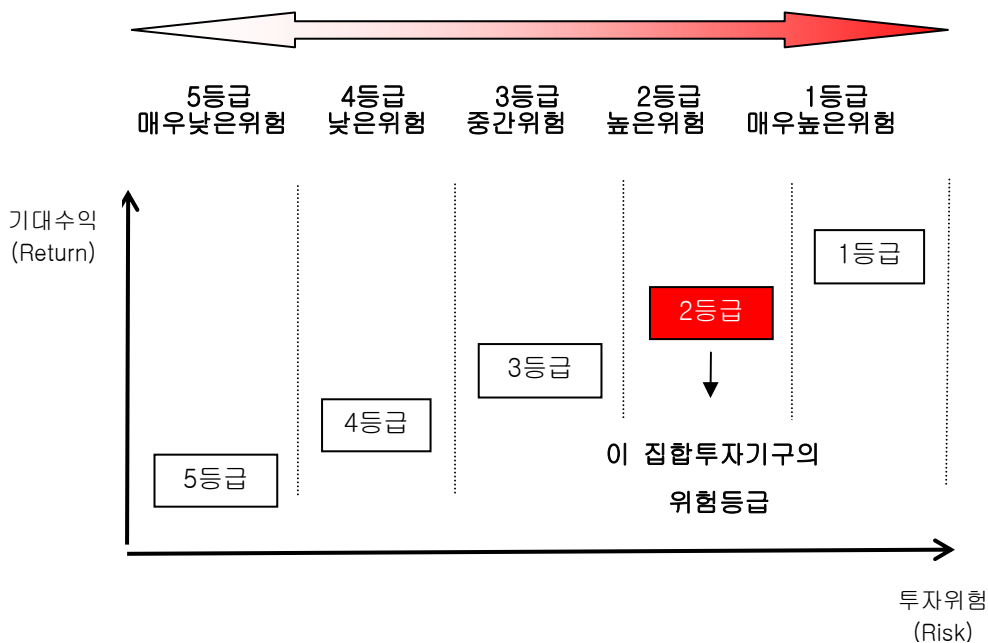 5등급 4등급 3등급 2등급 1등급
매우낮은위험 낮은위험 중간위험 높은위험 매우높은위험
기대수익
(Return)
1등급
2등급
3등급
4등급
5등급
이 집합투자기구의
위험등급
투자위험
(Risk)